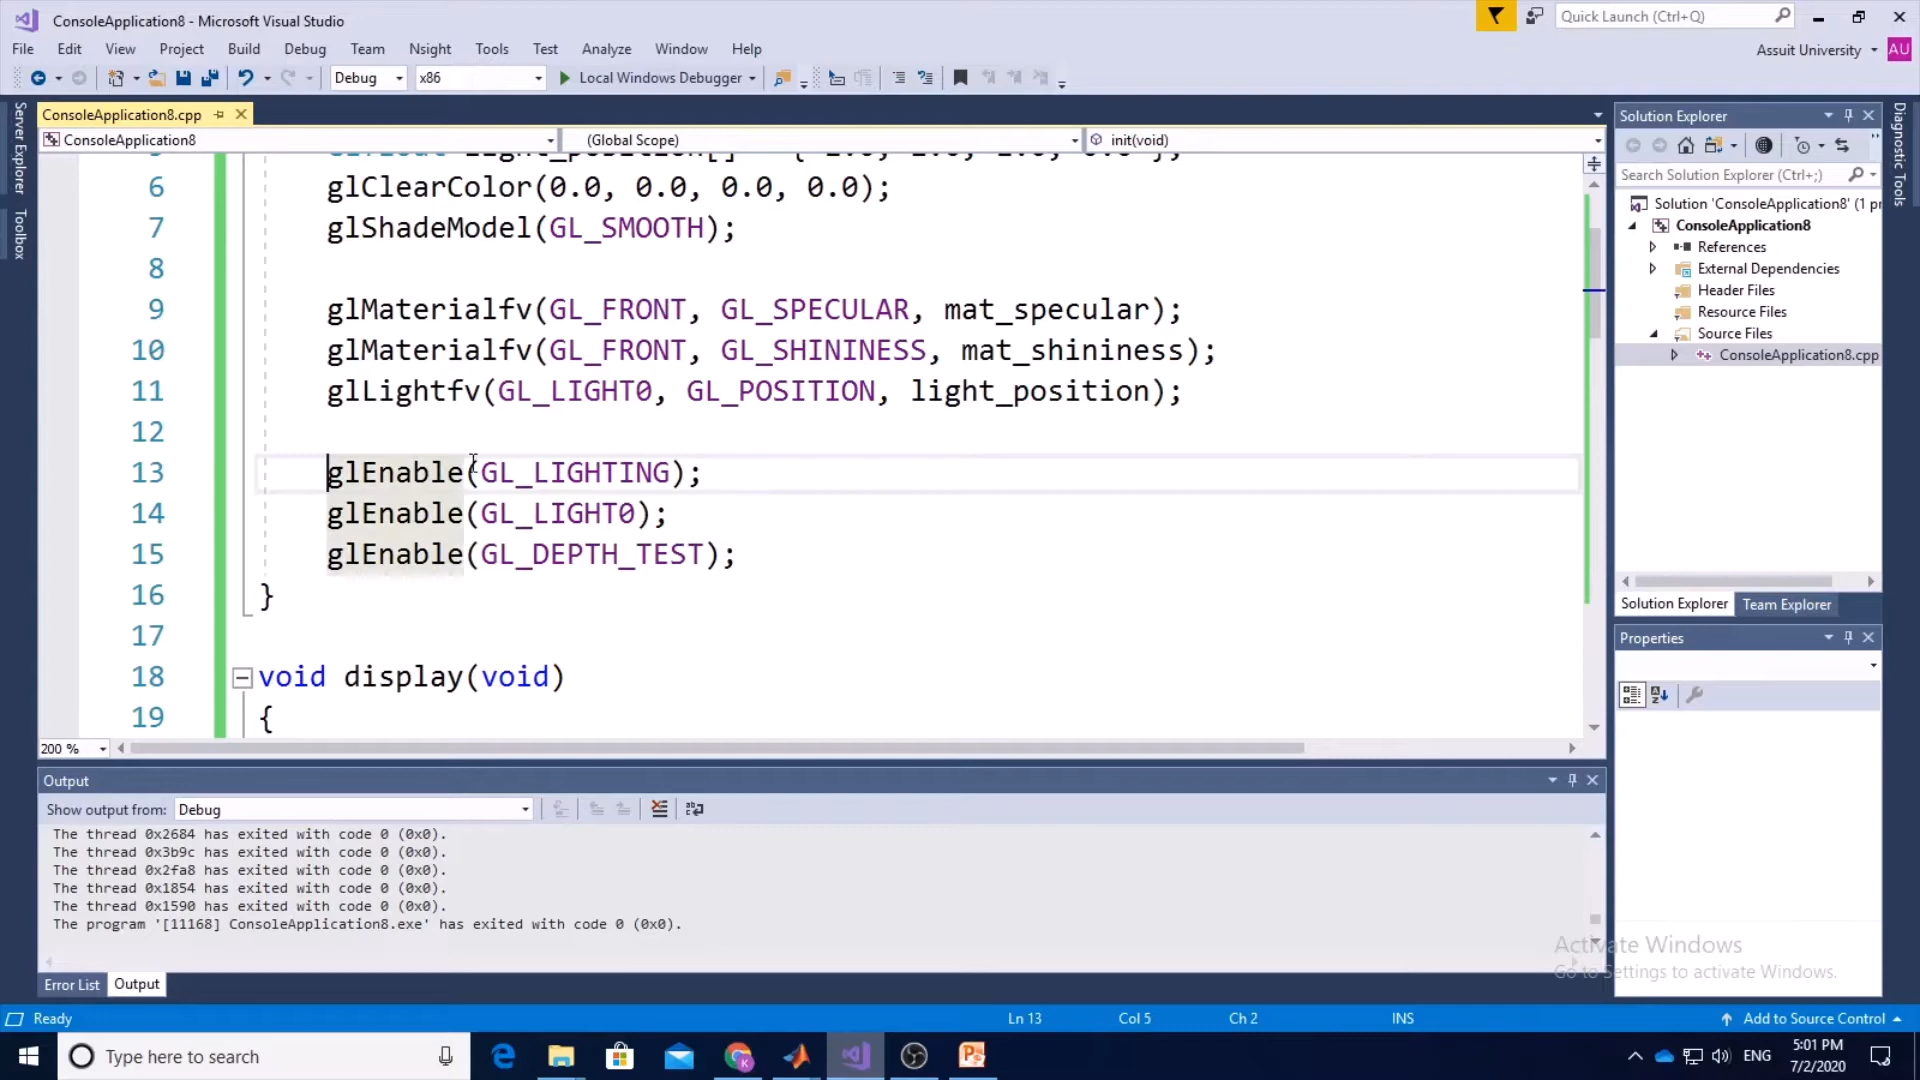 ConsoleApplication8 - Microsoft Visual Studio
Quick Launch (Ctrl+Q)
File Edit View Project Build Debug Team Nsight Tools Test Analyze Window Help
Assuit University AU
Debug x86 Local Windows Debugger
Server Explorer
Toolbox
ConsoleApplication8.cpp
ConsoleApplication8 (Global Scope) init(void)
6 glClearColor(0.0, 0.0, 0.0, 0.0);
7 glShadeModel(GL_SMOOTH);
8
9 glMaterialfv(GL_FRONT, GL_SPECULAR, mat_specular);
10 glMaterialfv(GL_FRONT, GL_SHININESS, mat_shininess);
11 glLightfv(GL_LIGHT0, GL_POSITION, light_position);
12
13 glEnable(GL_LIGHTING);
14 glEnable(GL_LIGHT0);
15 glEnable(GL_DEPTH_TEST);
16 }
17
18 void display(void)
19 {
200 %
Output
Show output from: Debug
The thread 0x2684 has exited with code 0 (0x0).
The thread 0x3b9c has exited with code 0 (0x0).
The thread 0x2fa8 has exited with code 0 (0x0).
The thread 0x1854 has exited with code 0 (0x0).
The thread 0x1590 has exited with code 0 (0x0).
The program '[11168] ConsoleApplication8.exe' has exited with code 0 (0x0).
Error List Output
Solution Explorer
Search Solution Explorer (Ctrl+;)
Solution 'ConsoleApplication8' (1 pr
ConsoleApplication8
References
External Dependencies
Header Files
Resource Files
Source Files
ConsoleApplication8.cpp
Solution Explorer Team Explorer
Properties
Diagnostic Tools
Activate Windows
Go to Settings to activate Windows.
Ready Ln 13 Col 5 Ch 2 INS Add to Source Control
Type here to search
ENG
5:01 PM
7/2/2020